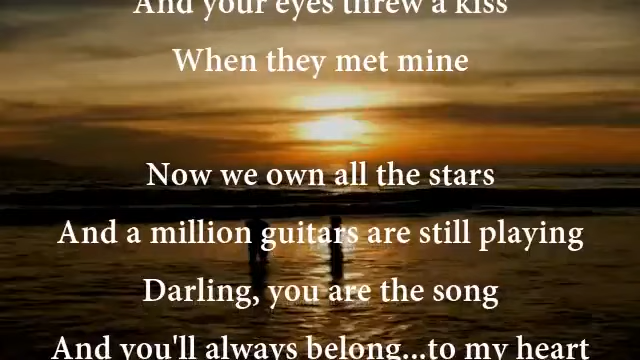 And your eyes threw a kiss
When they met mine
Now we own all the stars
And a million guitars are still playing
Darling, you are the song
And you'll always belong...to my heart